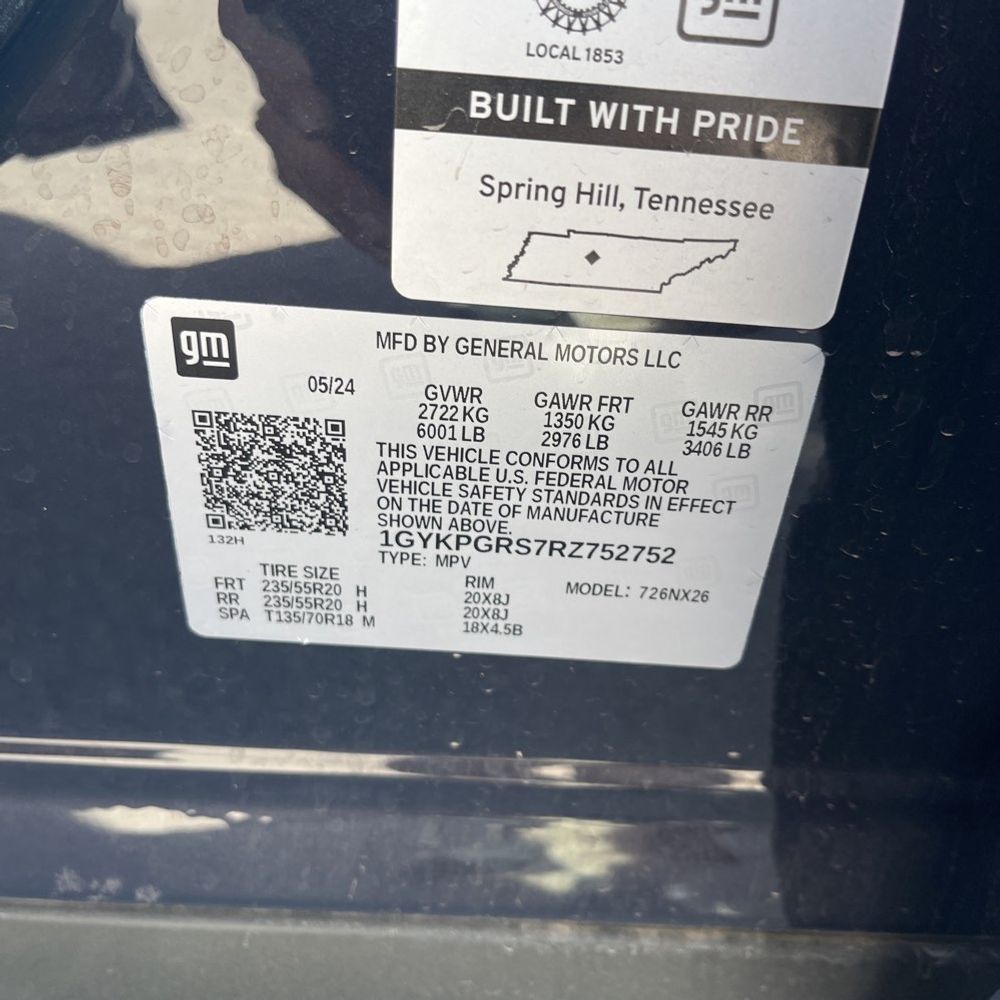 LOCAL 1853
gm
BUILT WITH PRIDE
Spring Hill, Tennessee
gm
MFD BY GENERAL MOTORS LLC
05/24
GVWR GAWR FRT GAWR RR
2722 KG 1350 KG 1545 KG
6001 LB 2976 LB 3406 LB
THIS VEHICLE CONFORMS TO ALL
APPLICABLE U.S. FEDERAL MOTOR
VEHICLE SAFETY STANDARDS IN EFFECT
ON THE DATE OF MANUFACTURE
SHOWN ABOVE.
132H
1GYKPGRS7RZ752752
TYPE: MPV
TIRE SIZE RIM MODEL: 726NX26
FRT 235/55R20 H 20X8J
RR 235/55R20 H 20X8J
SPA T135/70R18 M 18X4.5B